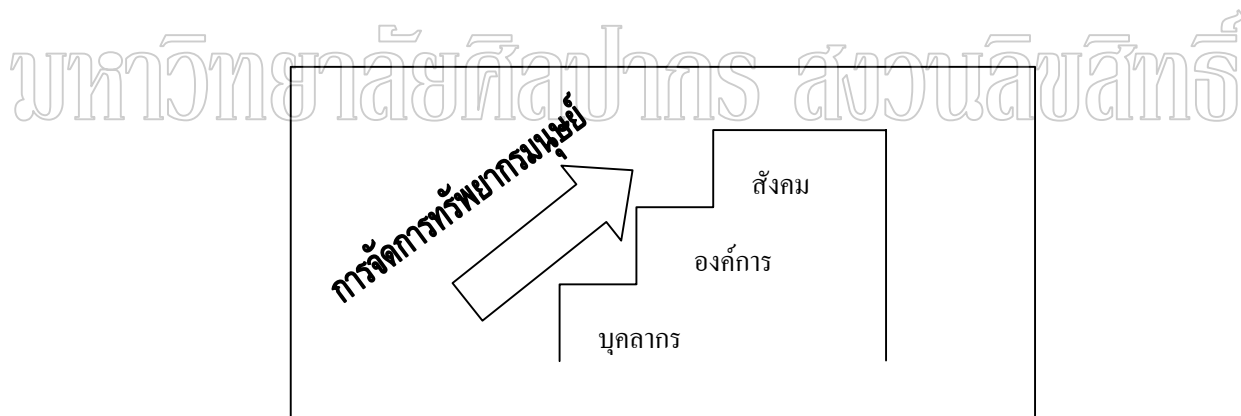 มหาวิทยาลัยศิลปากร สงวนลิขสิทธิ์
การจัดการทรัพยากรมนุษย์
สังคม
องค์การ
บุคลากร